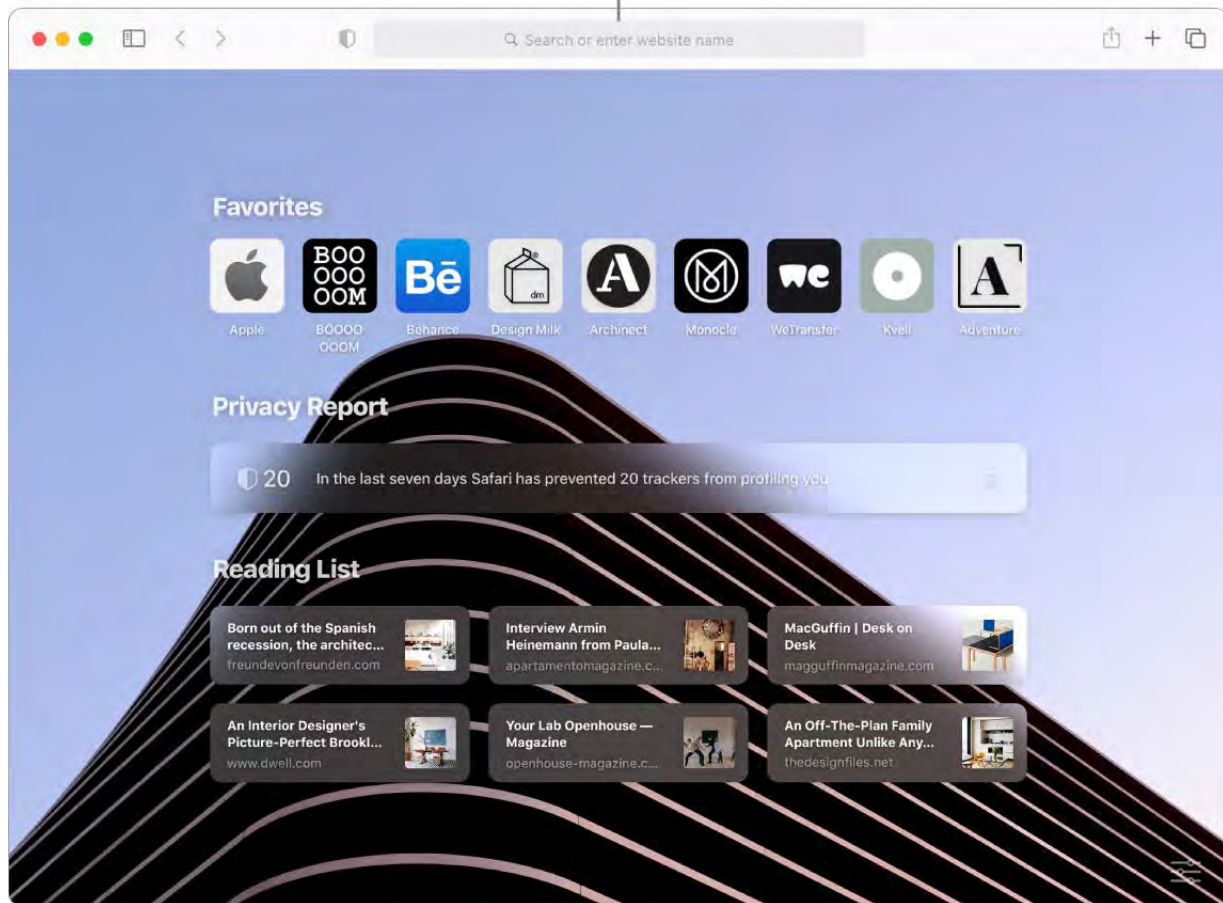 Search or enter website name
Favorites
BOO
OOO
OOM
Bē
dm
A
M
we
A
Apple
BOOOO
OOOM
Behance
Design Milk
Archinect
Monocle
WeTransfer
Kvell
Adventure
Privacy Report
20
In the last seven days Safari has prevented 20 trackers from profiling you
Reading List
Born out of the Spanish
recession, the architec...
freundevonfreunden.com
Interview Armin
Heinemann from Paula...
apartamentomagazine.c...
MacGuffin | Desk on
Desk
magguffinmagazine.com
An Interior Designer's
Picture-Perfect Brookl...
www.dwell.com
Your Lab Openhouse —
Magazine
openhouse-magazine.c...
An Off-The-Plan Family
Apartment Unlike Any...
thedesignfiles.net